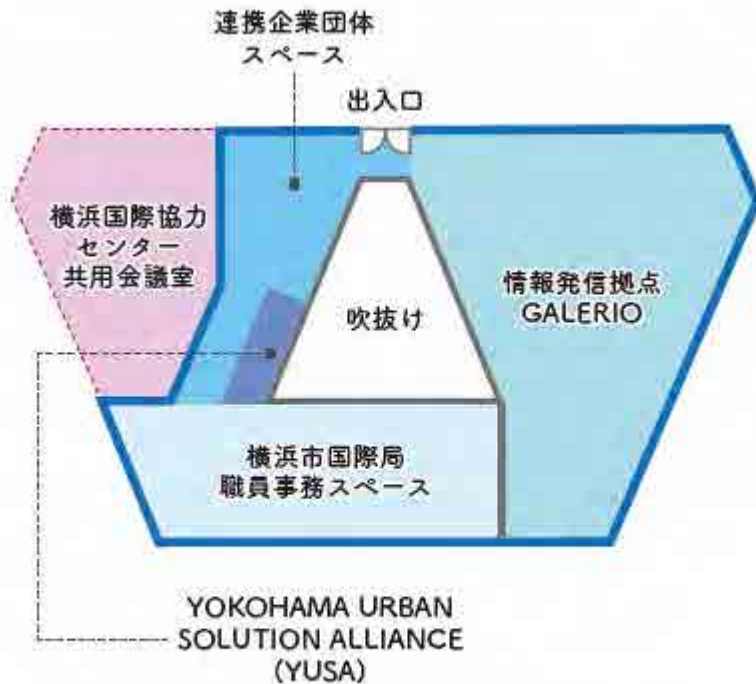 連携企業団体
スペース
出入口
横浜国際協力
センター
共用会議室
吹抜け
情報発信拠点
GALERIO
横浜市国際局
職員事務スペース
YOKOHAMA URBAN
SOLUTION ALLIANCE
(YUSA)